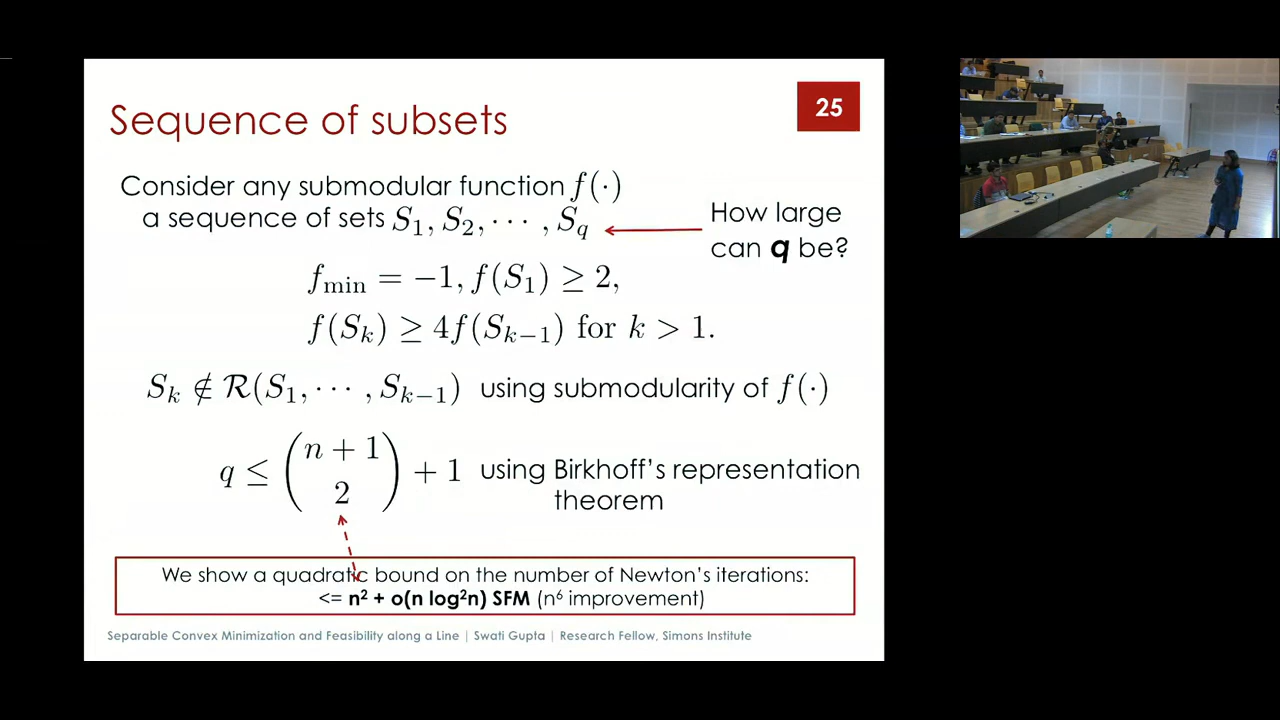 Sequence of subsets
25
Consider any submodular function f(·)
a sequence of sets S₁, S₂, ··· , S_q
How large
can q be?
f_min = −1, f(S₁) ≥ 2,
f(S_k) ≥ 4f(S_{k−1}) for k > 1.
S_k ∉ R(S₁, ··· , S_{k−1}) using submodularity of f(·)
q ≤ (n + 1 2) + 1 using Birkhoff's representation
theorem
We show a quadratic bound on the number of Newton's iterations:
<= n² + o(n log²n) SFM (n⁶ improvement)
Separable Convex Minimization and Feasibility along a Line | Swati Gupta | Research Fellow, Simons Institute